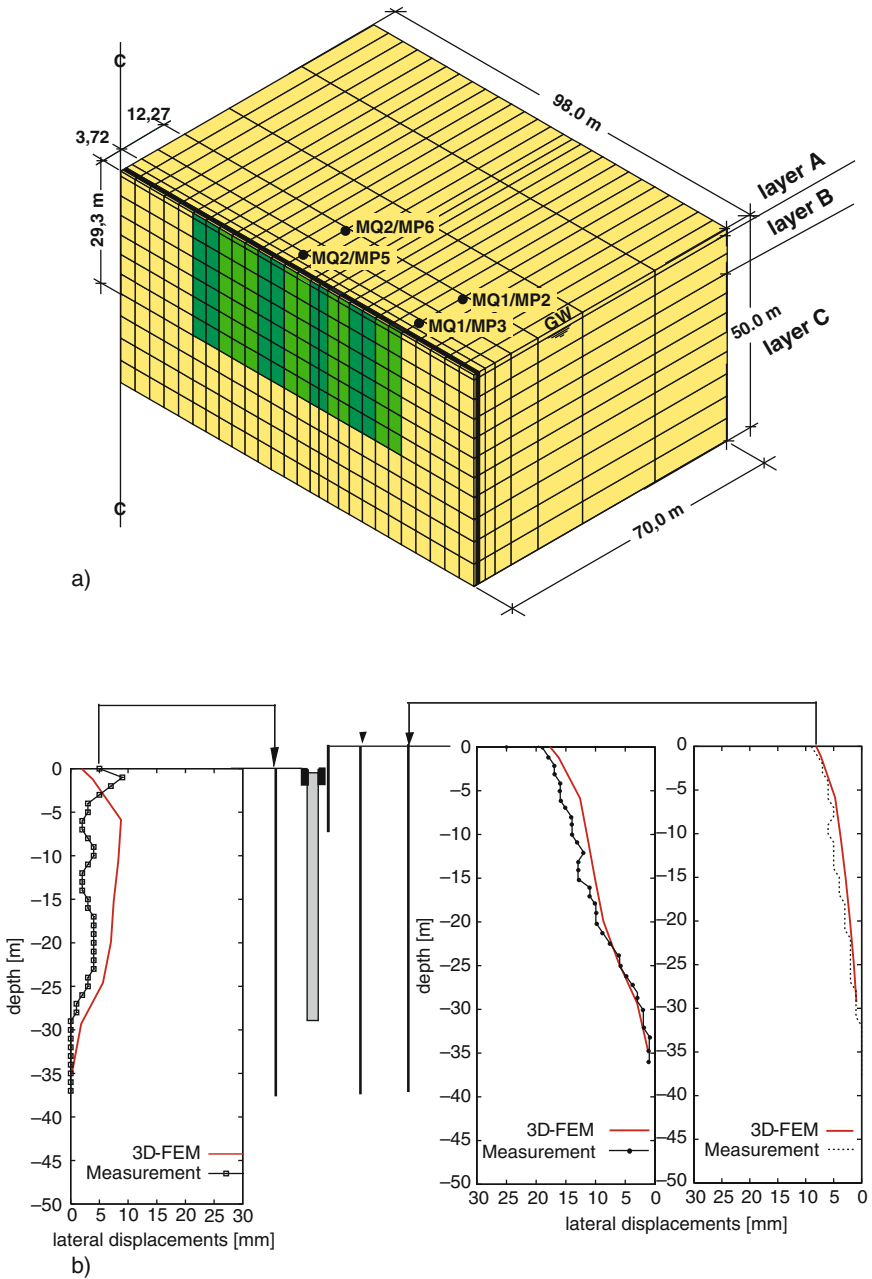 C
12,27
3,72
98.0 m
29,3 m
layer A
layer B
MQ2/MP6
MQ2/MP5
MQ1/MP2
MQ1/MP3
GW
50.0 m
layer C
C
70,0 m
a)
0
–5
–10
–15
–20
–25
–30
–35
–40
–45
–50
depth [m]
3D-FEM
Measurement
0 5 10 15 20 25 30
lateral displacements [mm]
b)
0
–5
–10
–15
–20
–25
–30
–35
–40
–45
–50
depth [m]
3D-FEM
Measurement
30 25 20 15 10 5 0
0
–5
–10
–15
–20
–25
–30
–35
–40
–45
–50
3D-FEM
Measurement
30 25 20 15 10 5 0
lateral displacements [mm]